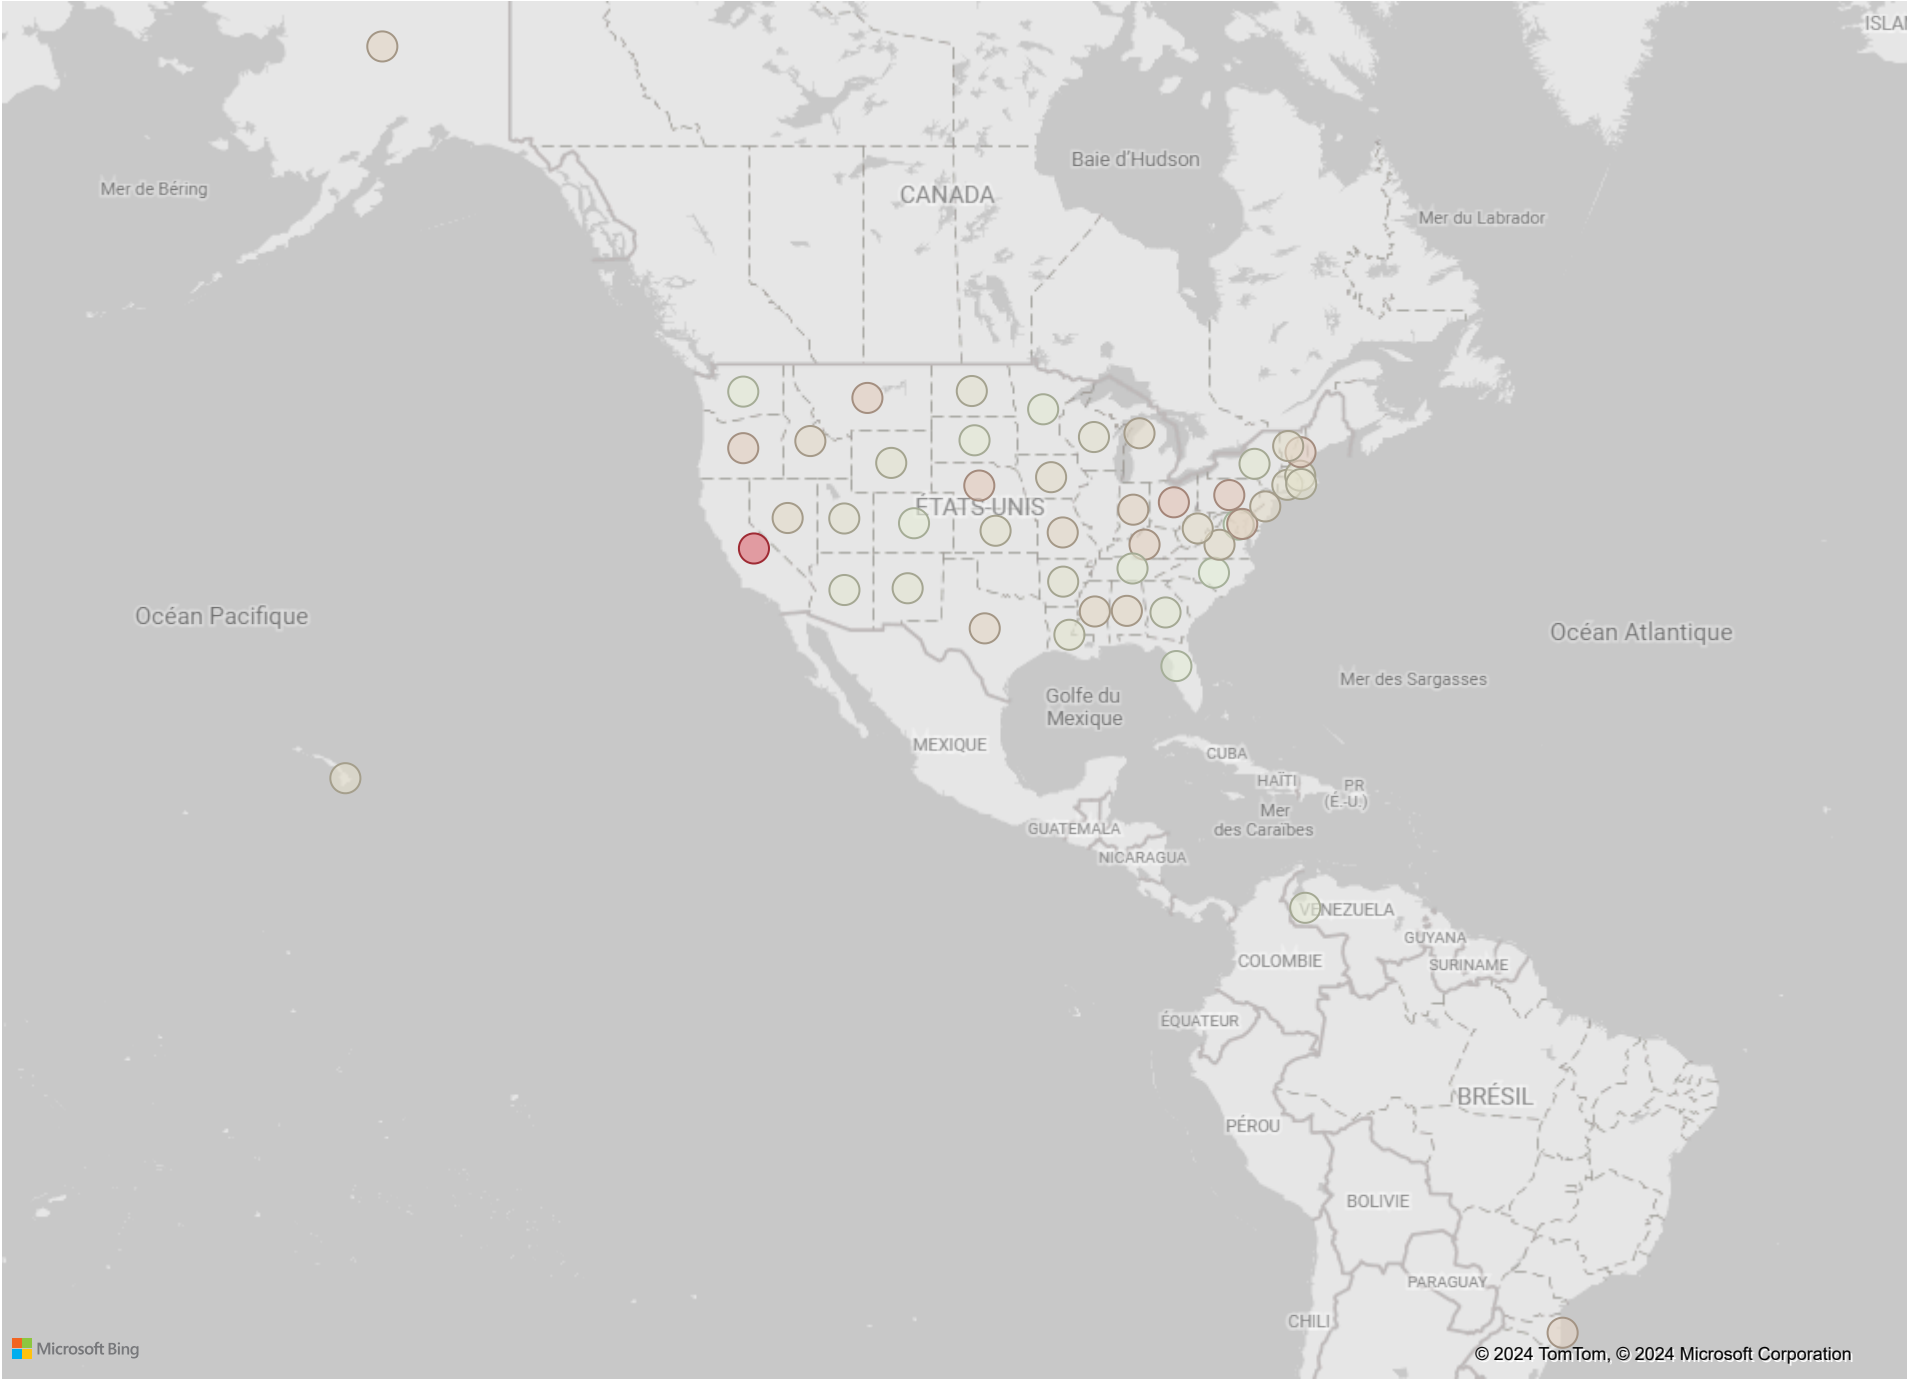 ISLA
Baie d'Hudson
CANADA
Mer de Béring
Mer du Labrador
ÉTATS-UNIS
Océan Pacifique
Océan Atlantique
Mer des Sargasses
Golfe du
Mexique
MEXIQUE
CUBA
HAÏTI
PR
(É.-U.)
Mer
des Caraïbes
GUATEMALA
NICARAGUA
VENEZUELA
GUYANA
COLOMBIE
SURINAME
ÉQUATEUR
BRÉSIL
PÉROU
BOLIVIE
PARAGUAY
CHILI
Microsoft Bing
© 2024 TomTom, © 2024 Microsoft Corporation